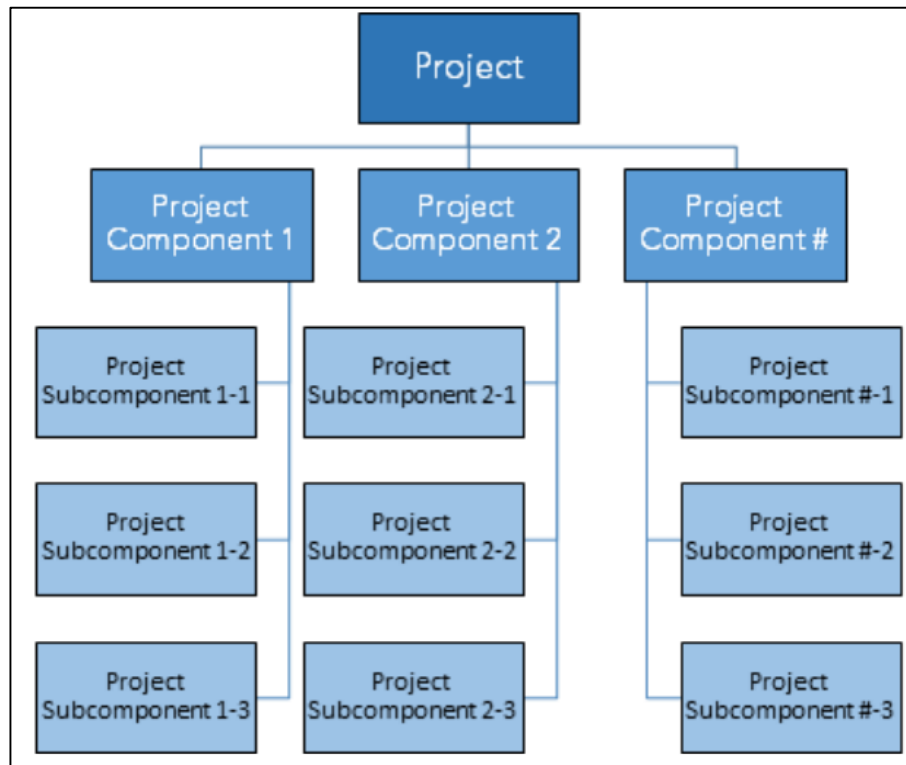 Project
Project
Component 1
Project
Component 2
Project
Component #
Project
Subcomponent 1-1
Project
Subcomponent 2-1
Project
Subcomponent #-1
Project
Subcomponent 1-2
Project
Subcomponent 2-2
Project
Subcomponent #-2
Project
Subcomponent 1-3
Project
Subcomponent 2-3
Project
Subcomponent #-3